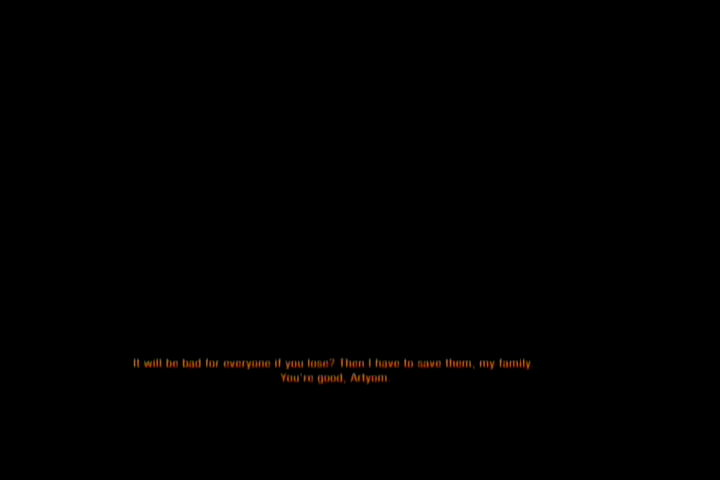 It will be bad for everyone if you lose? Then I have to save them, my family.
You're good, Artyom.